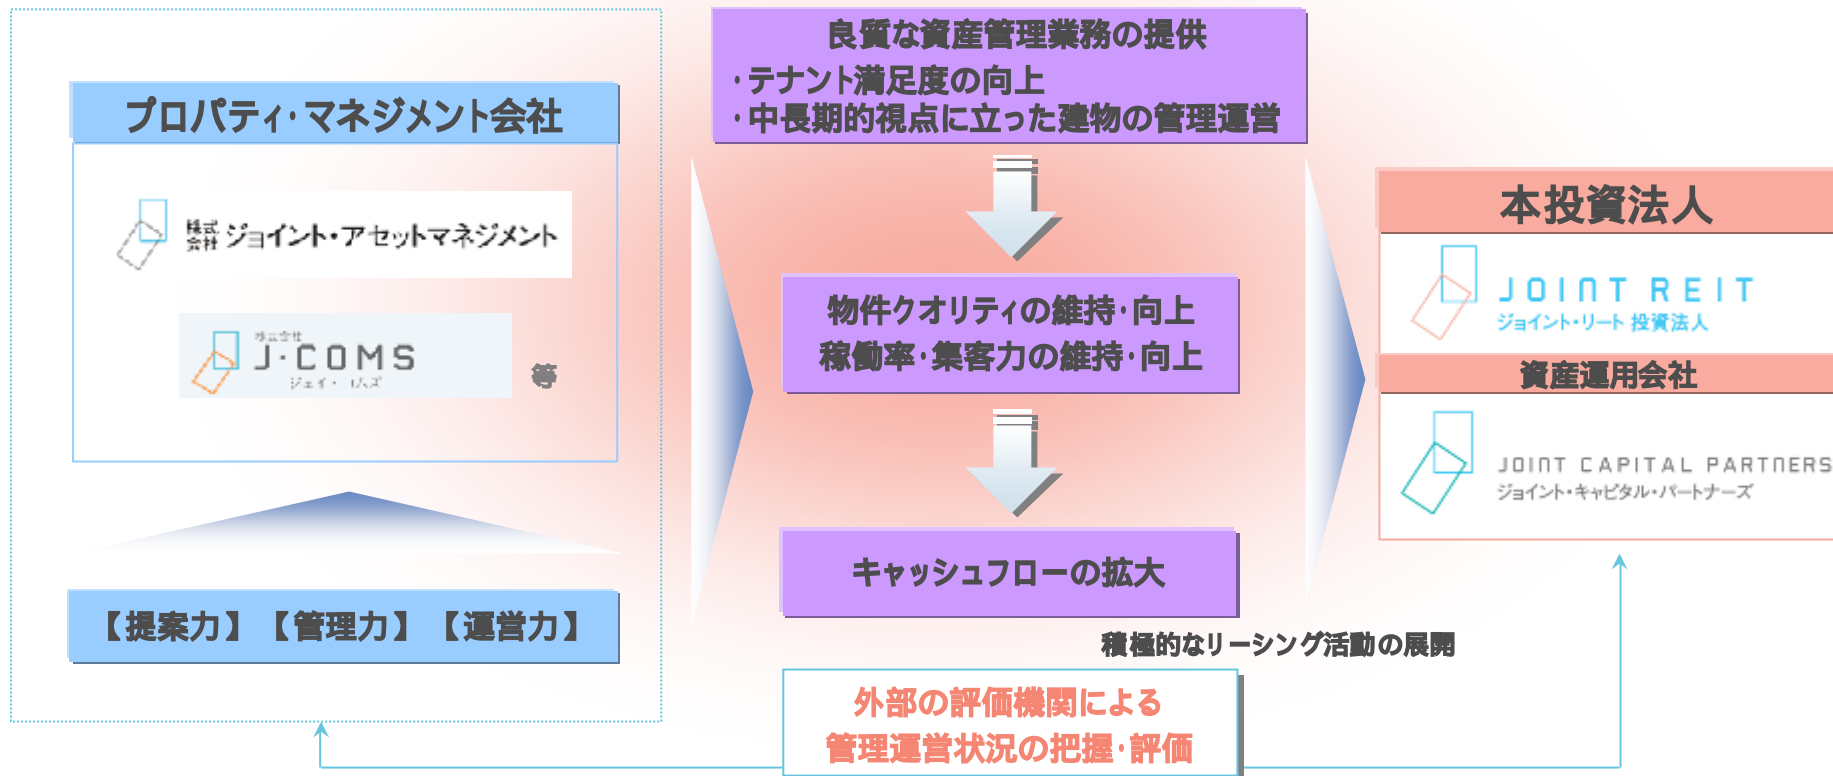 プロパティ・マネジメント会社
株式会社 ジョイント・アセットマネジメント
株式会社
J・COMS
ジェイ・コムズ
等
【提案力】【管理力】【運営力】
良質な資産管理業務の提供
・テナント満足度の向上
・中長期的視点に立った建物の管理運営
物件クオリティの維持・向上
稼働率・集客力の維持・向上
キャッシュフローの拡大
積極的なリーシング活動の展開
外部の評価機関による
管理運営状況の把握・評価
本投資法人
JOINT REIT
ジョイント・リート 投資法人
資産運用会社
JOINT CAPITAL PARTNERS
ジョイント・キャピタル・パートナーズ